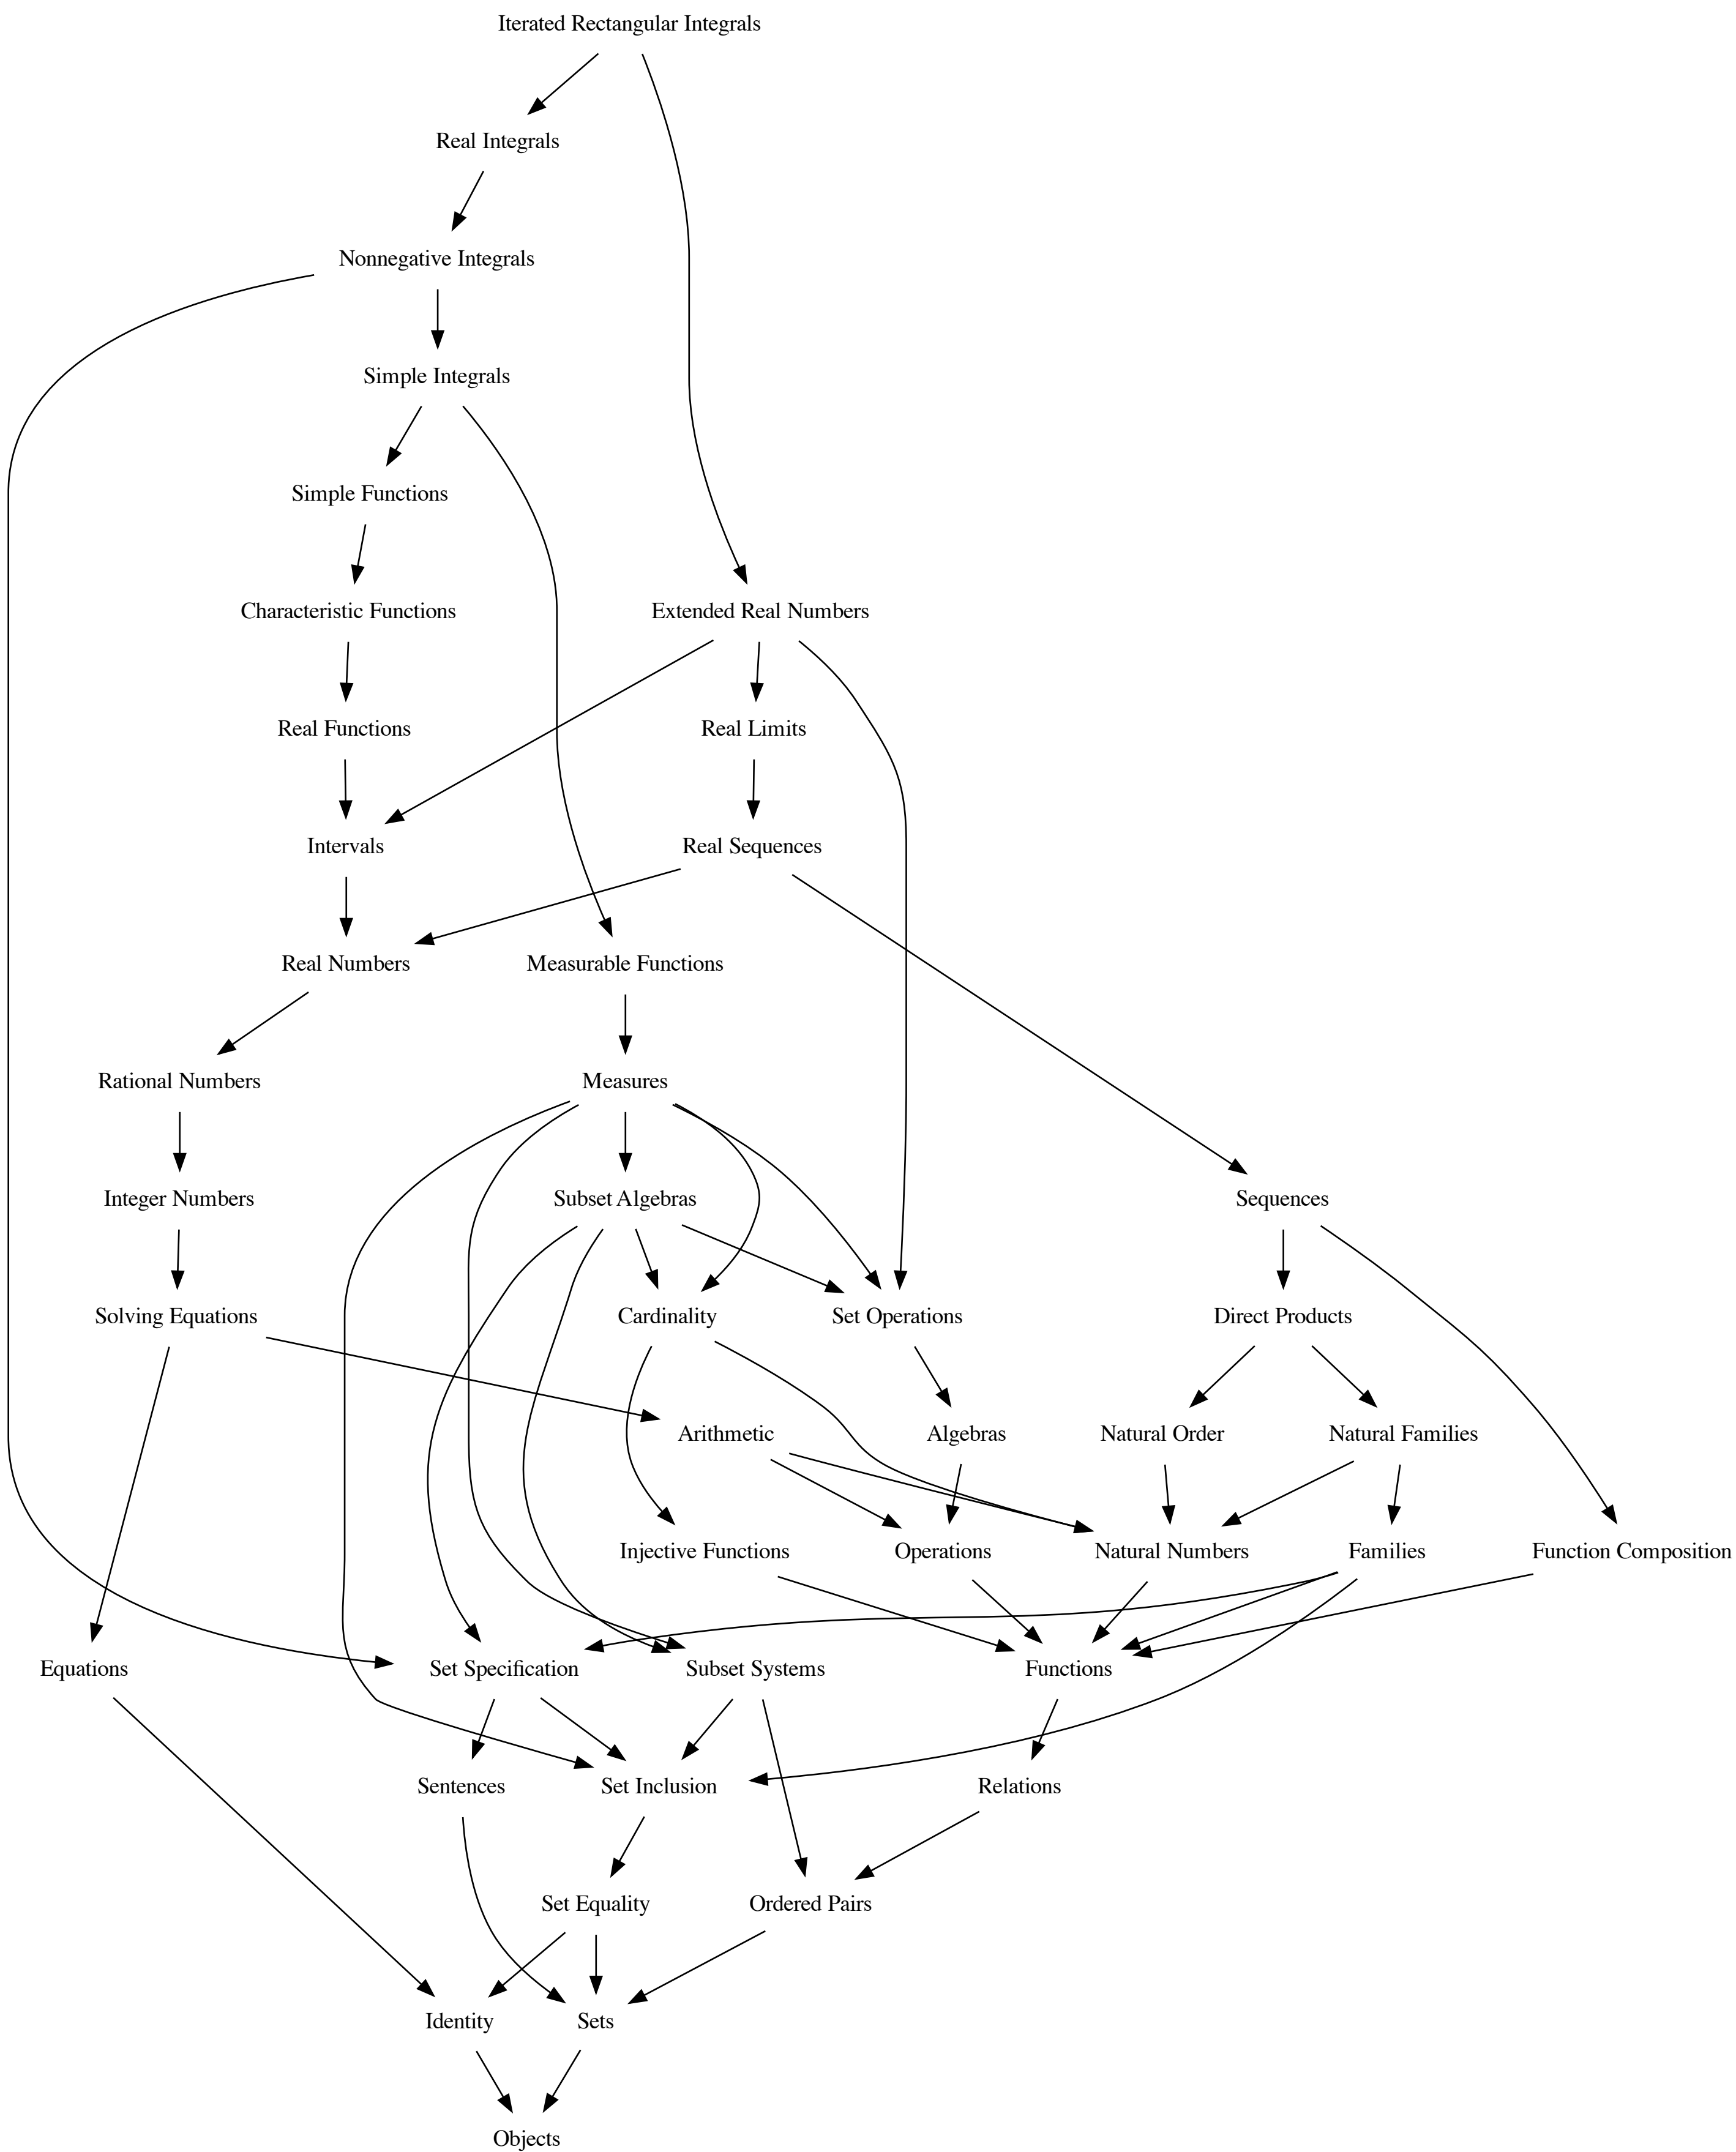 Iterated Rectangular Integrals
Real Integrals
Nonnegative Integrals
Simple Integrals
Simple Functions
Characteristic Functions
Extended Real Numbers
Real Functions
Real Limits
Intervals
Real Sequences
Real Numbers
Measurable Functions
Rational Numbers
Measures
Integer Numbers
Subset Algebras
Sequences
Solving Equations
Cardinality
Set Operations
Direct Products
Arithmetic
Algebras
Natural Order
Natural Families
Injective Functions
Operations
Natural Numbers
Families
Function Composition
Equations
Set Specification
Subset Systems
Functions
Sentences
Set Inclusion
Relations
Set Equality
Ordered Pairs
Identity
Sets
Objects